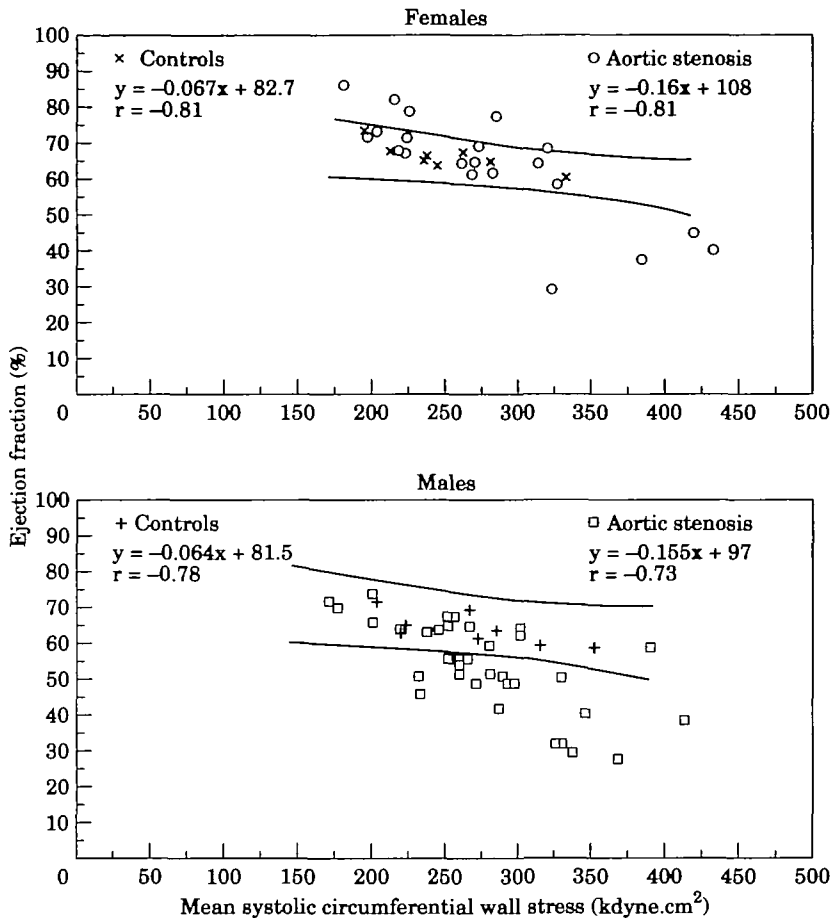 Females
100
90
80
70
60
50
40
30
20
10
× Controls
y = –0.067x + 82.7
r = –0.81
Aortic stenosis
y = –0.16x + 108
r = –0.81
0 50 100 150 200 250 300 350 400 450 500
Ejection fraction (%)
Males
100
90
80
70
60
50
40
30
20
10
+ Controls
y = –0.064x + 81.5
r = –0.78
Aortic stenosis
y = –0.155x + 97
r = –0.73
0 50 100 150 200 250 300 350 400 450 500
Mean systolic circumferential wall stress (kdyne.cm²)